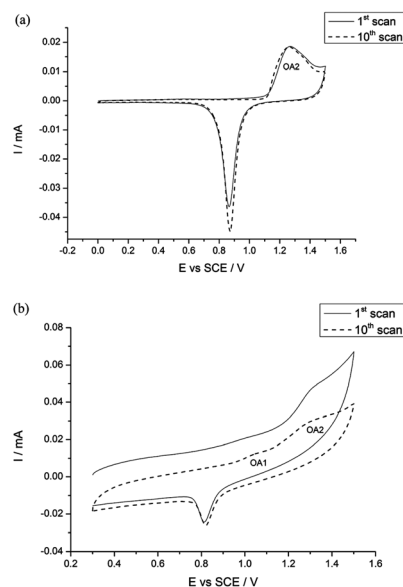 (a)
1st scan
10th scan
0.02
0.01
0.00
-0.01
-0.02
-0.03
-0.04
I / mA
OA2
-0.2 0.0 0.2 0.4 0.6 0.8 1.0 1.2 1.4 1.6
E vs SCE / V
(b)
1st scan
10th scan
0.08
0.06
0.04
0.02
0.00
-0.02
-0.04
I / mA
OA1
OA2
0.2 0.4 0.6 0.8 1.0 1.2 1.4 1.6
E vs SCE / V